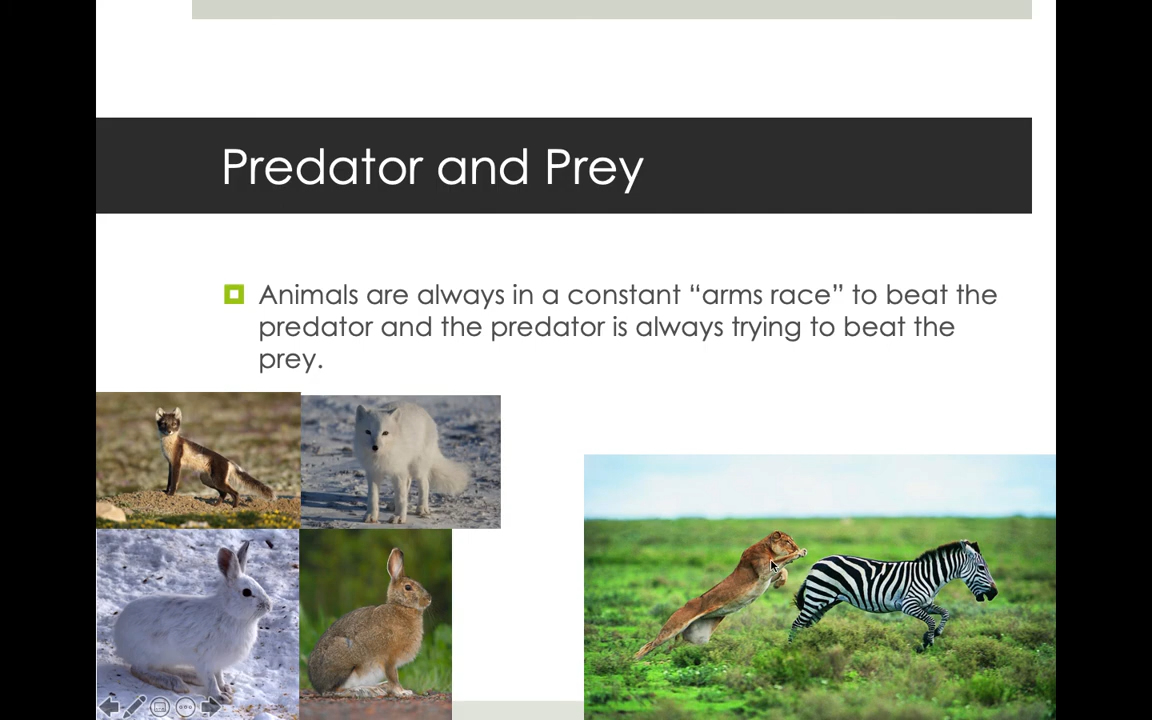 Predator and Prey
Animals are always in a constant “arms race” to beat the
predator and the predator is always trying to beat the
prey.